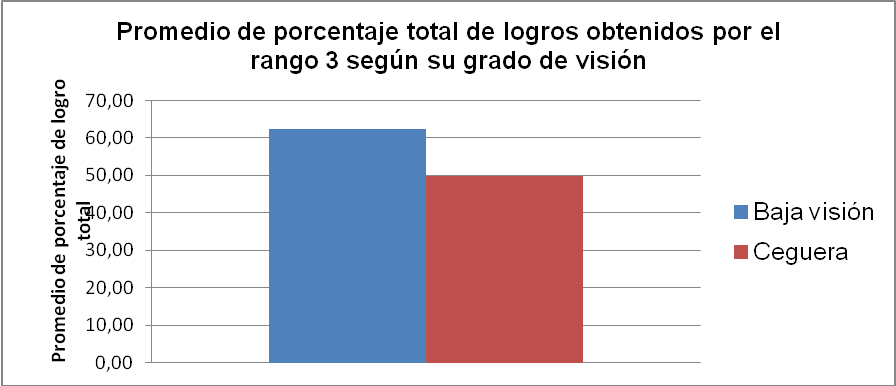 Promedio de porcentaje total de logros obtenidos por el
rango 3 según su grado de visión
Promedio de porcentaje de logro
total
70,00
60,00
50,00
40,00
30,00
20,00
10,00
0,00
Baja visión
Ceguera